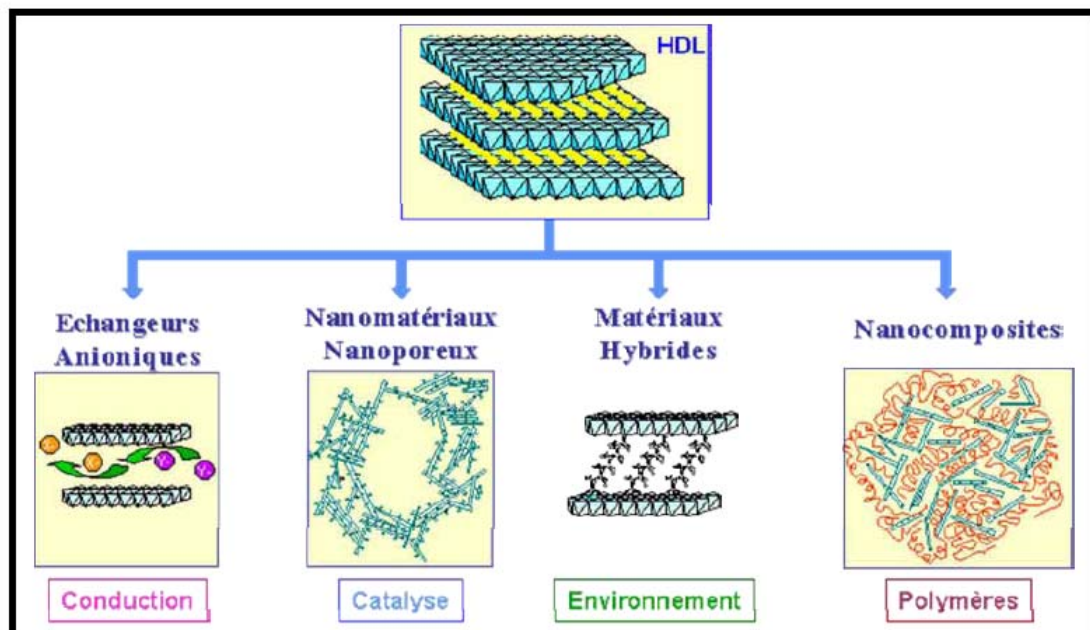 HDL
Echangeurs
Anioniques
Nanomatériaux
Nanoporeux
Matériaux
Hybrides
Nanocomposites
Conduction
Catalyse
Environnement
Polymères